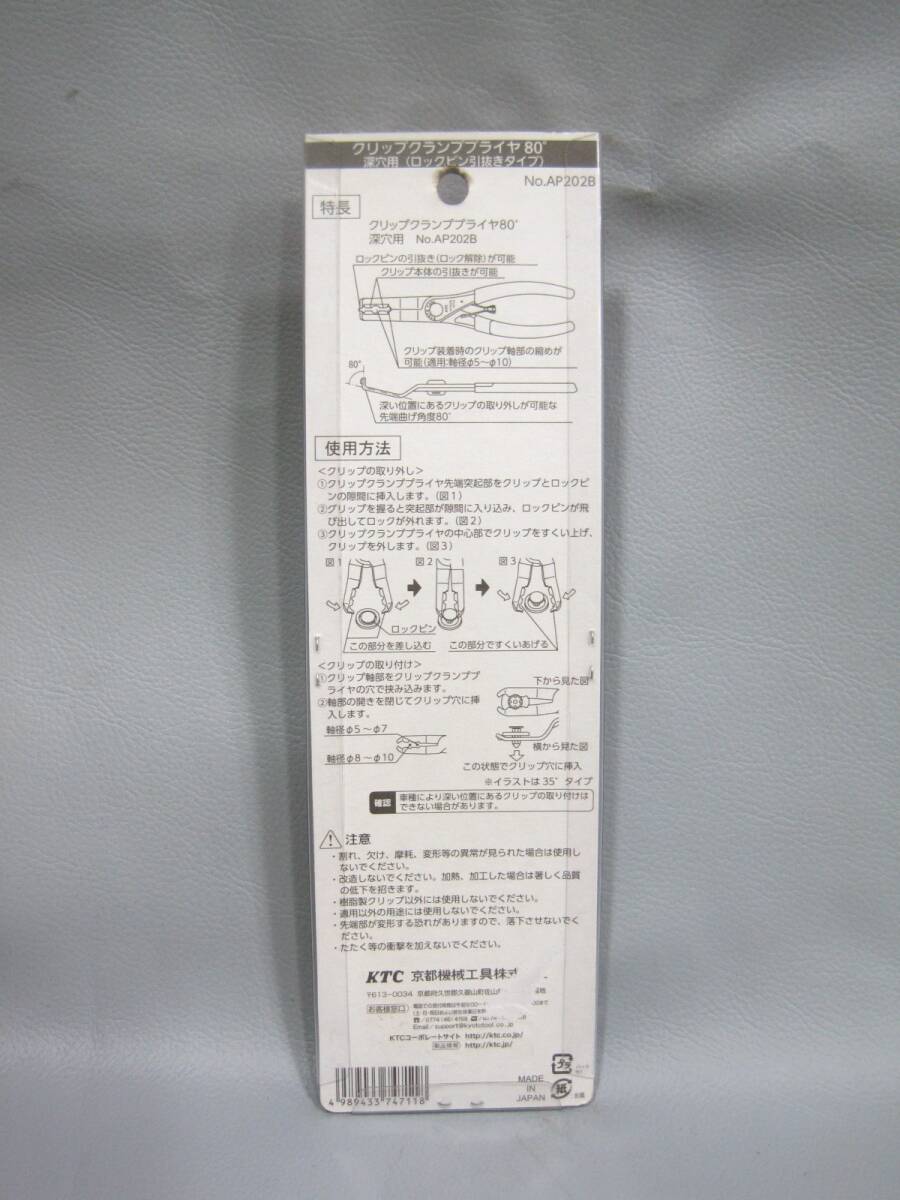 クリップクランププライヤ80°
深穴用(ロックピン引抜きタイプ)
No.AP202B
特長
クリップクランププライヤ80°
深穴用 No.AP202B
ロックピンの引抜き(ロック解除)が可能
クリップ本体の引抜きが可能
クリップ装着時のクリップ軸部の縮めが
可能(適用:軸径φ5～φ10)
80°
深い位置にあるクリップの取り外しが可能な
先端曲げ角度80°
使用方法
<クリップの取り外し>
①クリップクランププライヤ先端突起部をクリップとロックピ
ンの隙間に挿入します。(図1)
②グリップを握ると突起部が隙間に入り込み、ロックピンが飛
び出してロックが外れます。(図2)
③クリップクランププライヤの中心部でクリップをすくい上げ、
クリップを外します。(図3)
図1 図2 図3
ロックピン
この部分を差し込む この部分ですくいあげる
<クリップの取り付け>
①クリップ軸部をクリップクランププ
ライヤの穴で挟み込みます。
②軸部の開きを閉じてクリップ穴に挿
入します。
軸径φ5～φ7
軸径φ8～φ10
下から見た図
横から見た図
この状態でクリップ穴に挿入
※イラストは35°タイプ
確認 車種により深い位置にあるクリップの取り付けは
できない場合があります。
注意
・割れ、欠け、摩耗、変形等の異常が見られた場合は使用し
ないでください。
・改造しないでください。加熱、加工した場合は著しく品質
の低下を招きます。
・樹脂製クリップ以外には使用しないでください。
・適用以外の用途には使用しないでください。
・先端部が変形する恐れがありますので、落下させないでく
ださい。
・たたく等の衝撃を加えないでください。
KTC 京都機械工具株式
〒613-0034 京都府久世郡久御山町佐山
お客様窓口
Email/support@kyototool.co.jp
KTCコーポレートサイト http://ktc.co.jp/
製品情報 http://ktc.jp/
プラ
紙
MADE
IN
JAPAN
4 989433 747118